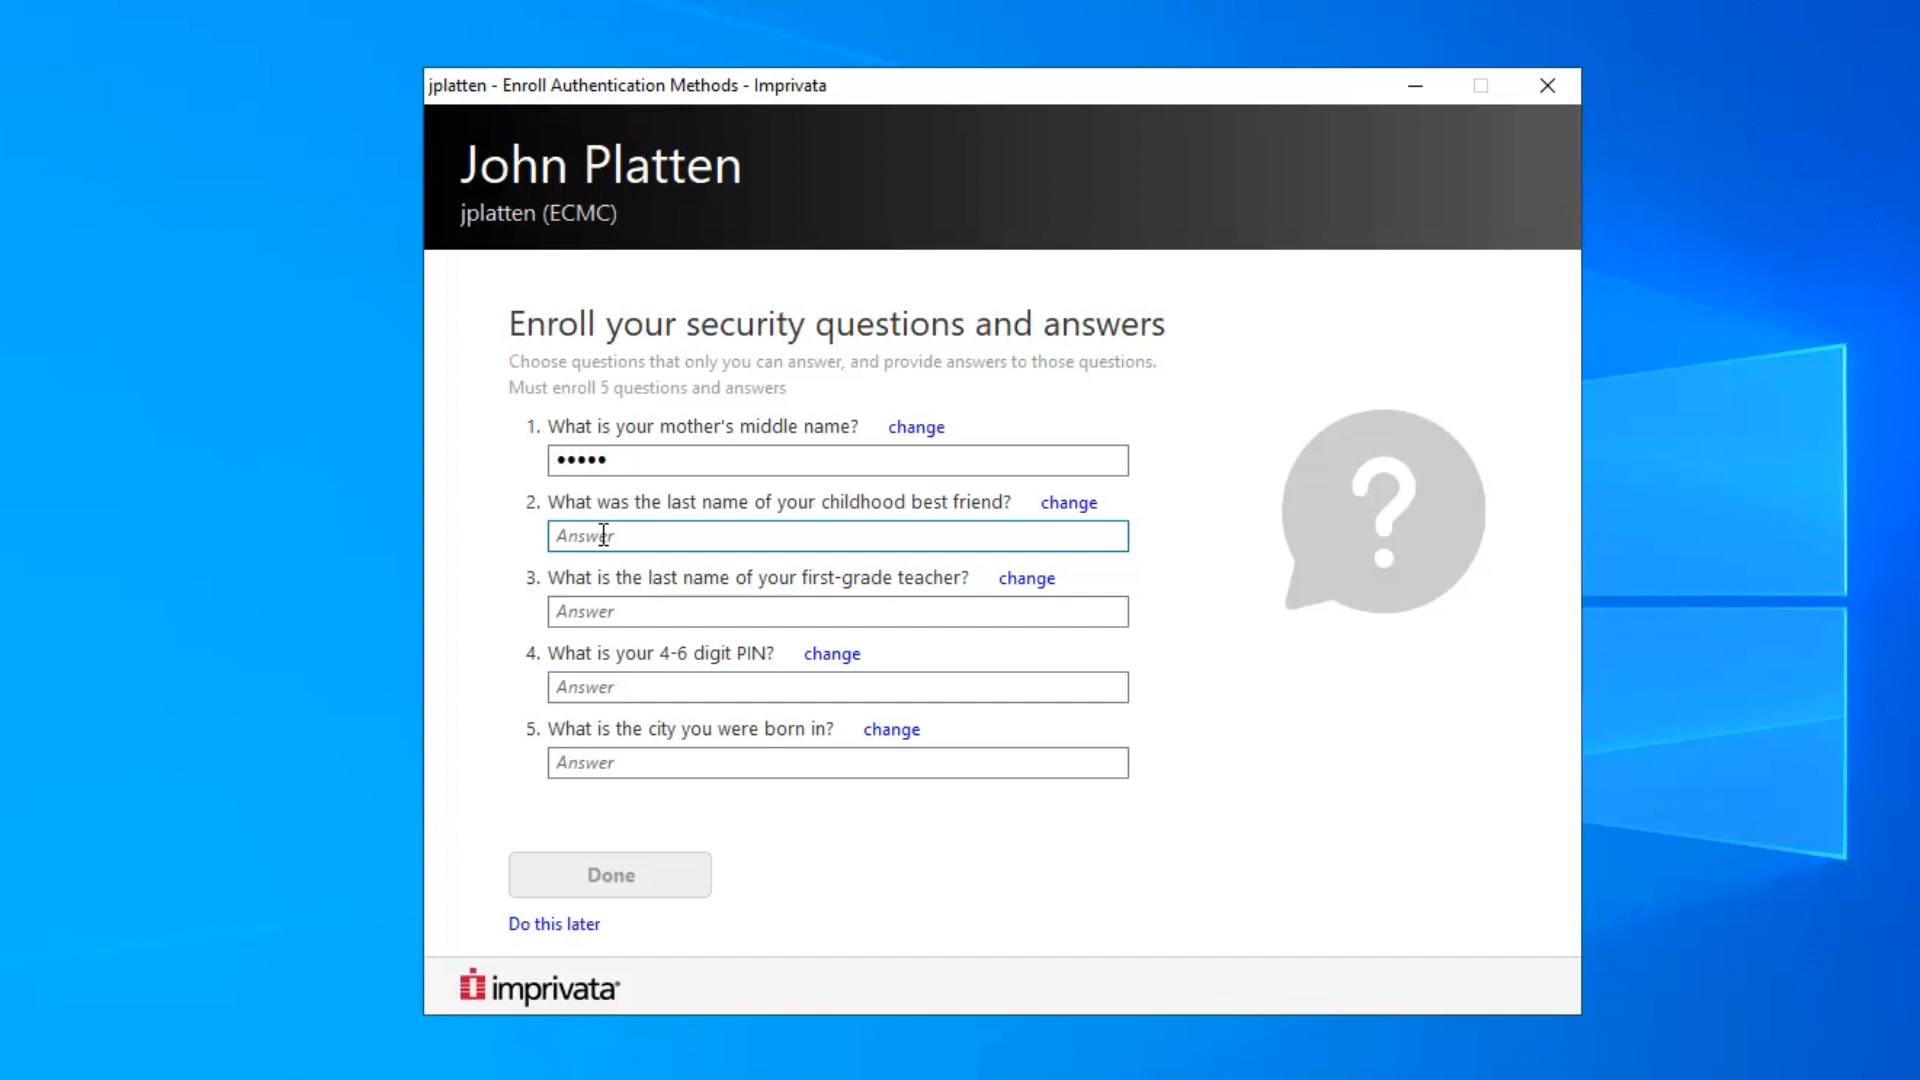 jplatten - Enroll Authentication Methods - Imprivata
John Platten
jplatten (ECMC)
Enroll your security questions and answers
Choose questions that only you can answer, and provide answers to those questions.
Must enroll 5 questions and answers
1. What is your mother's middle name? change
•••••
2. What was the last name of your childhood best friend? change
Answer
3. What is the last name of your first-grade teacher? change
Answer
4. What is your 4-6 digit PIN? change
Answer
5. What is the city you were born in? change
Answer
?
Done
Do this later
imprivata®